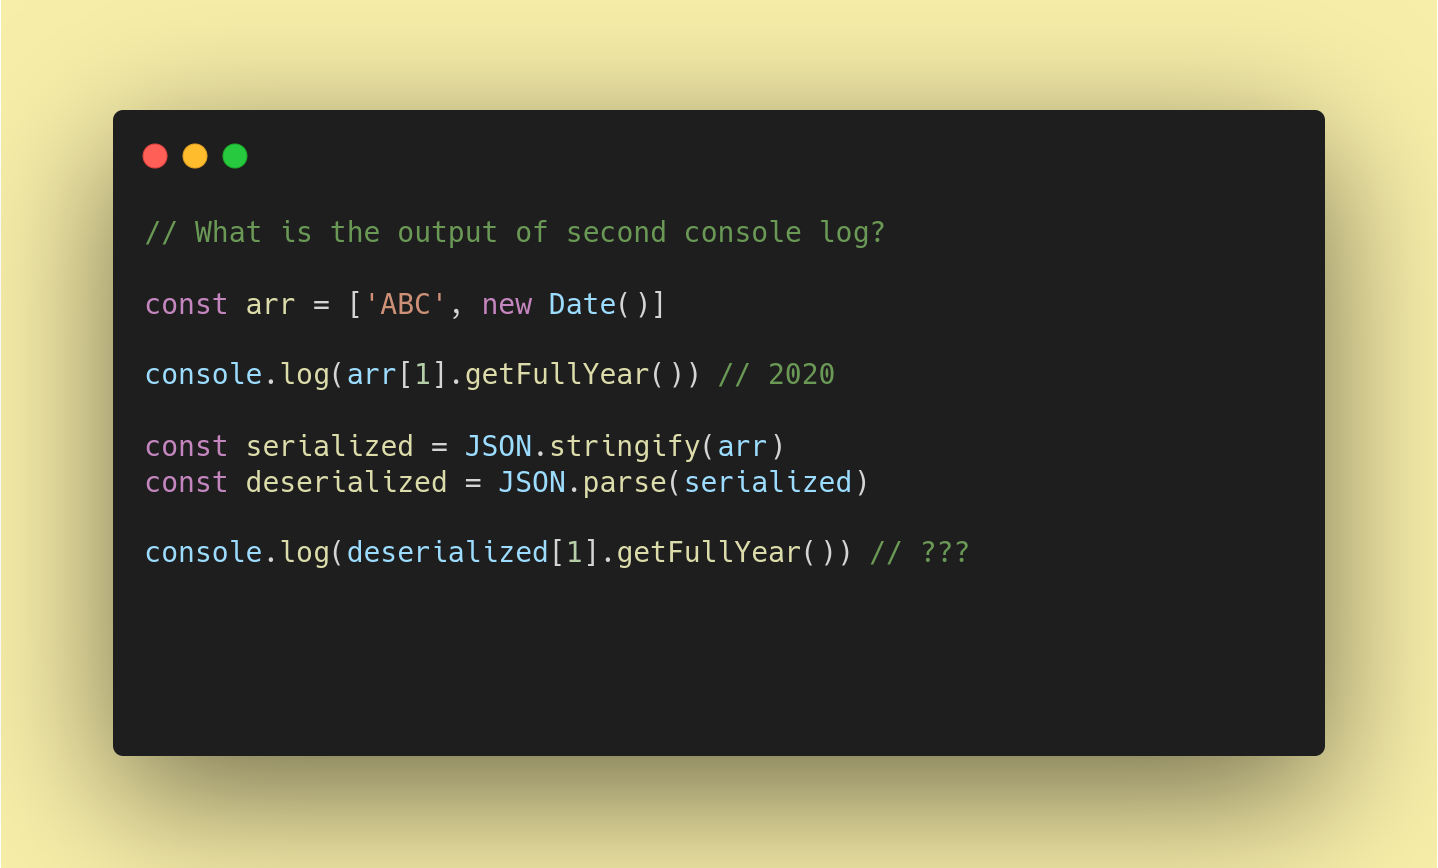 // What is the output of second console log?
const arr = ['ABC', new Date()]
console.log(arr[1].getFullYear()) // 2020
const serialized = JSON.stringify(arr)
const deserialized = JSON.parse(serialized)
console.log(deserialized[1].getFullYear()) // ???